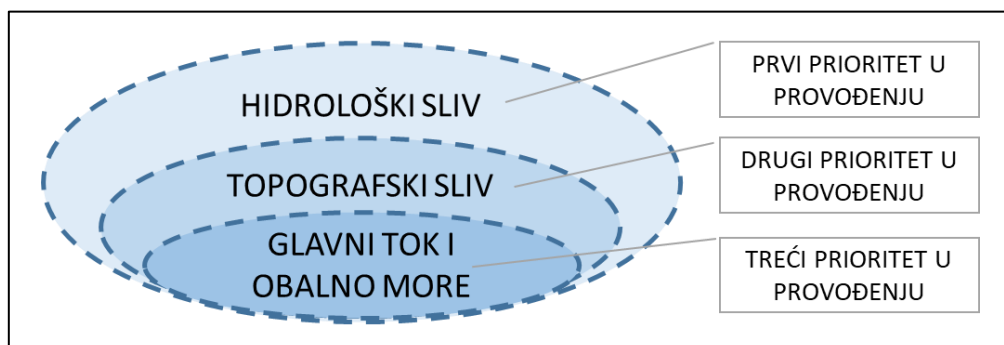 HIDROLOŠKI SLIV
PRVI PRIORITET U
PROVOĐENJU
TOPOGRAFSKI SLIV
DRUGI PRIORITET U
PROVOĐENJU
GLAVNI TOK I
OBALNO MORE
TREĆI PRIORITET U
PROVOĐENJU